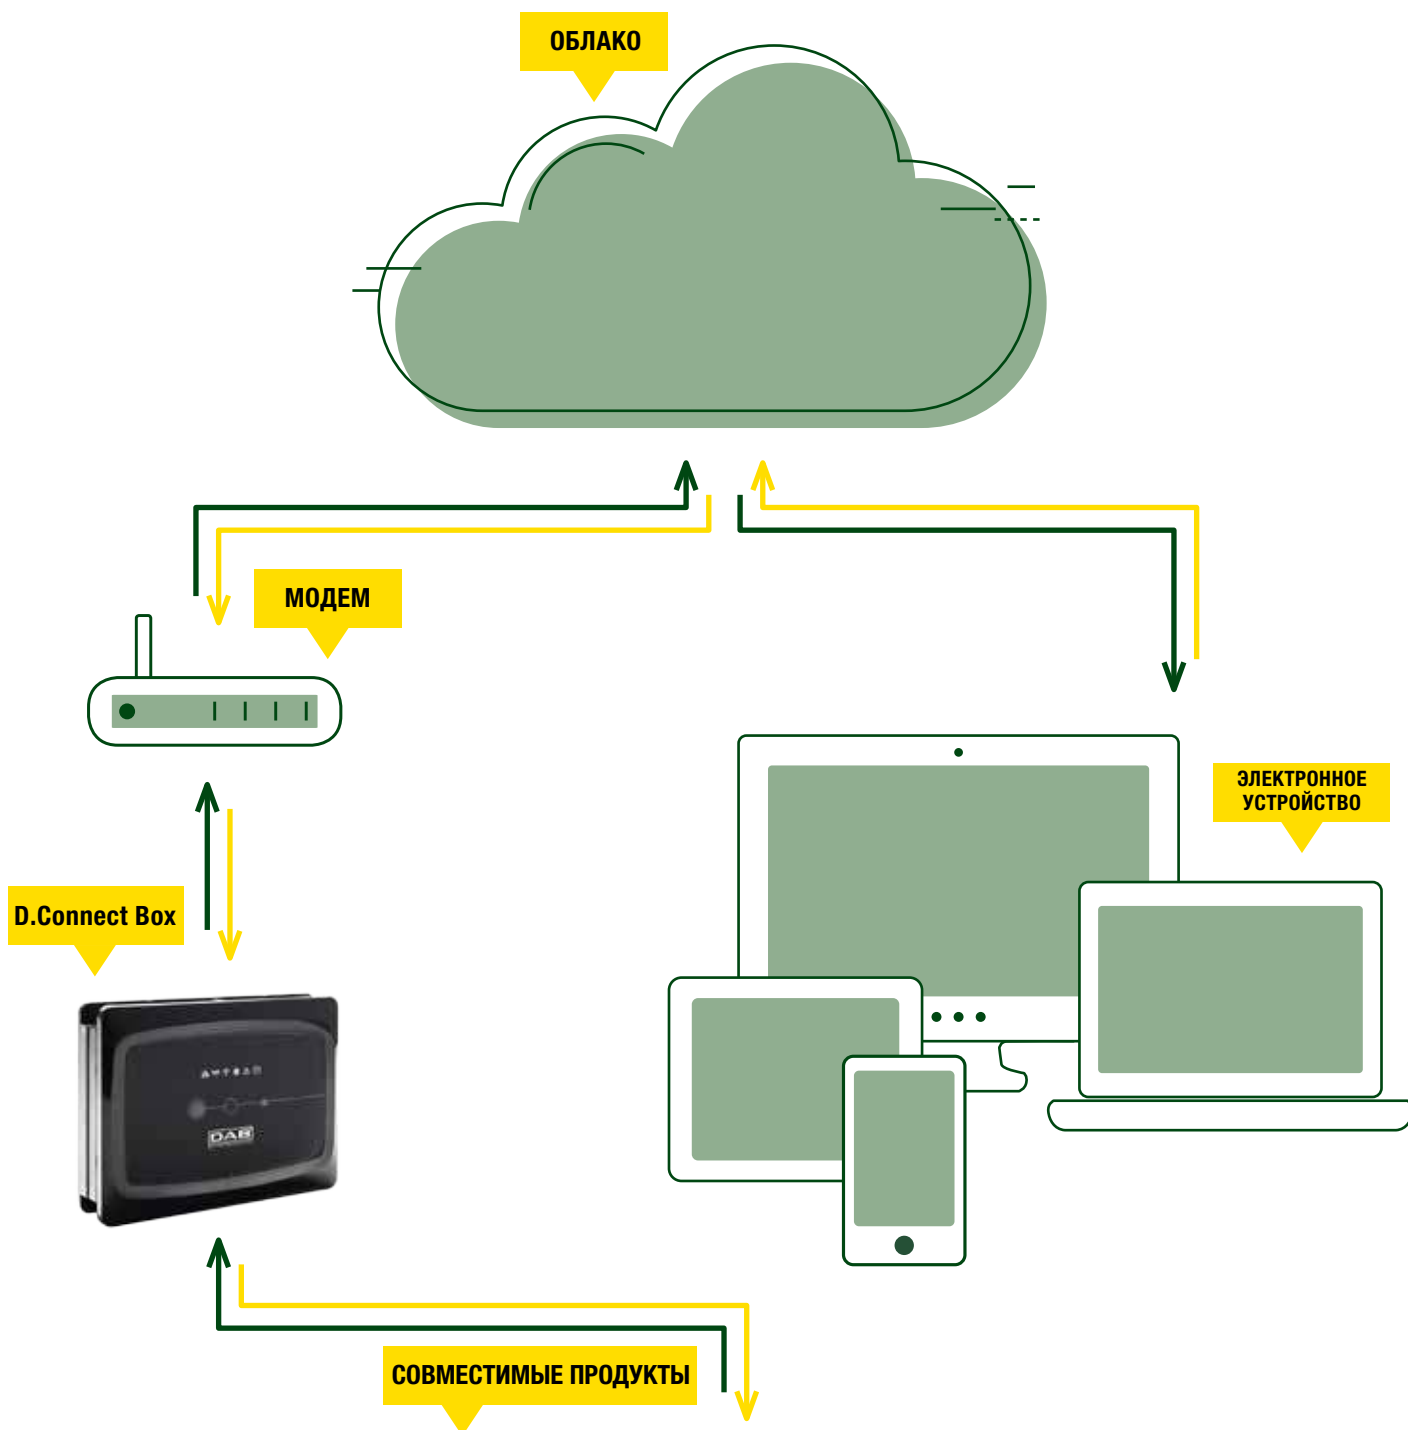 ОБЛАКО
МОДЕМ
ЭЛЕКТРОННОЕ
УСТРОЙСТВО
D.Connect Box
DAB
СОВМЕСТИМЫЕ ПРОДУКТЫ